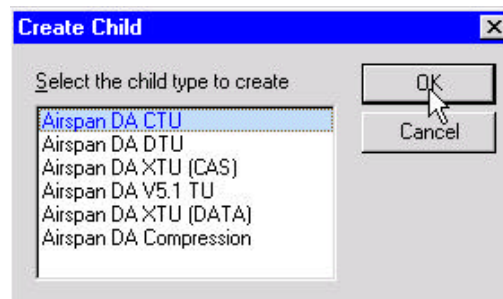 Create Child
Select the child type to create
OK
Cancel
Airspan DA CTU
Airspan DA DTU
Airspan DA XTU (CAS)
Airspan DA V5.1 TU
Airspan DA XTU (DATA)
Airspan DA Compression